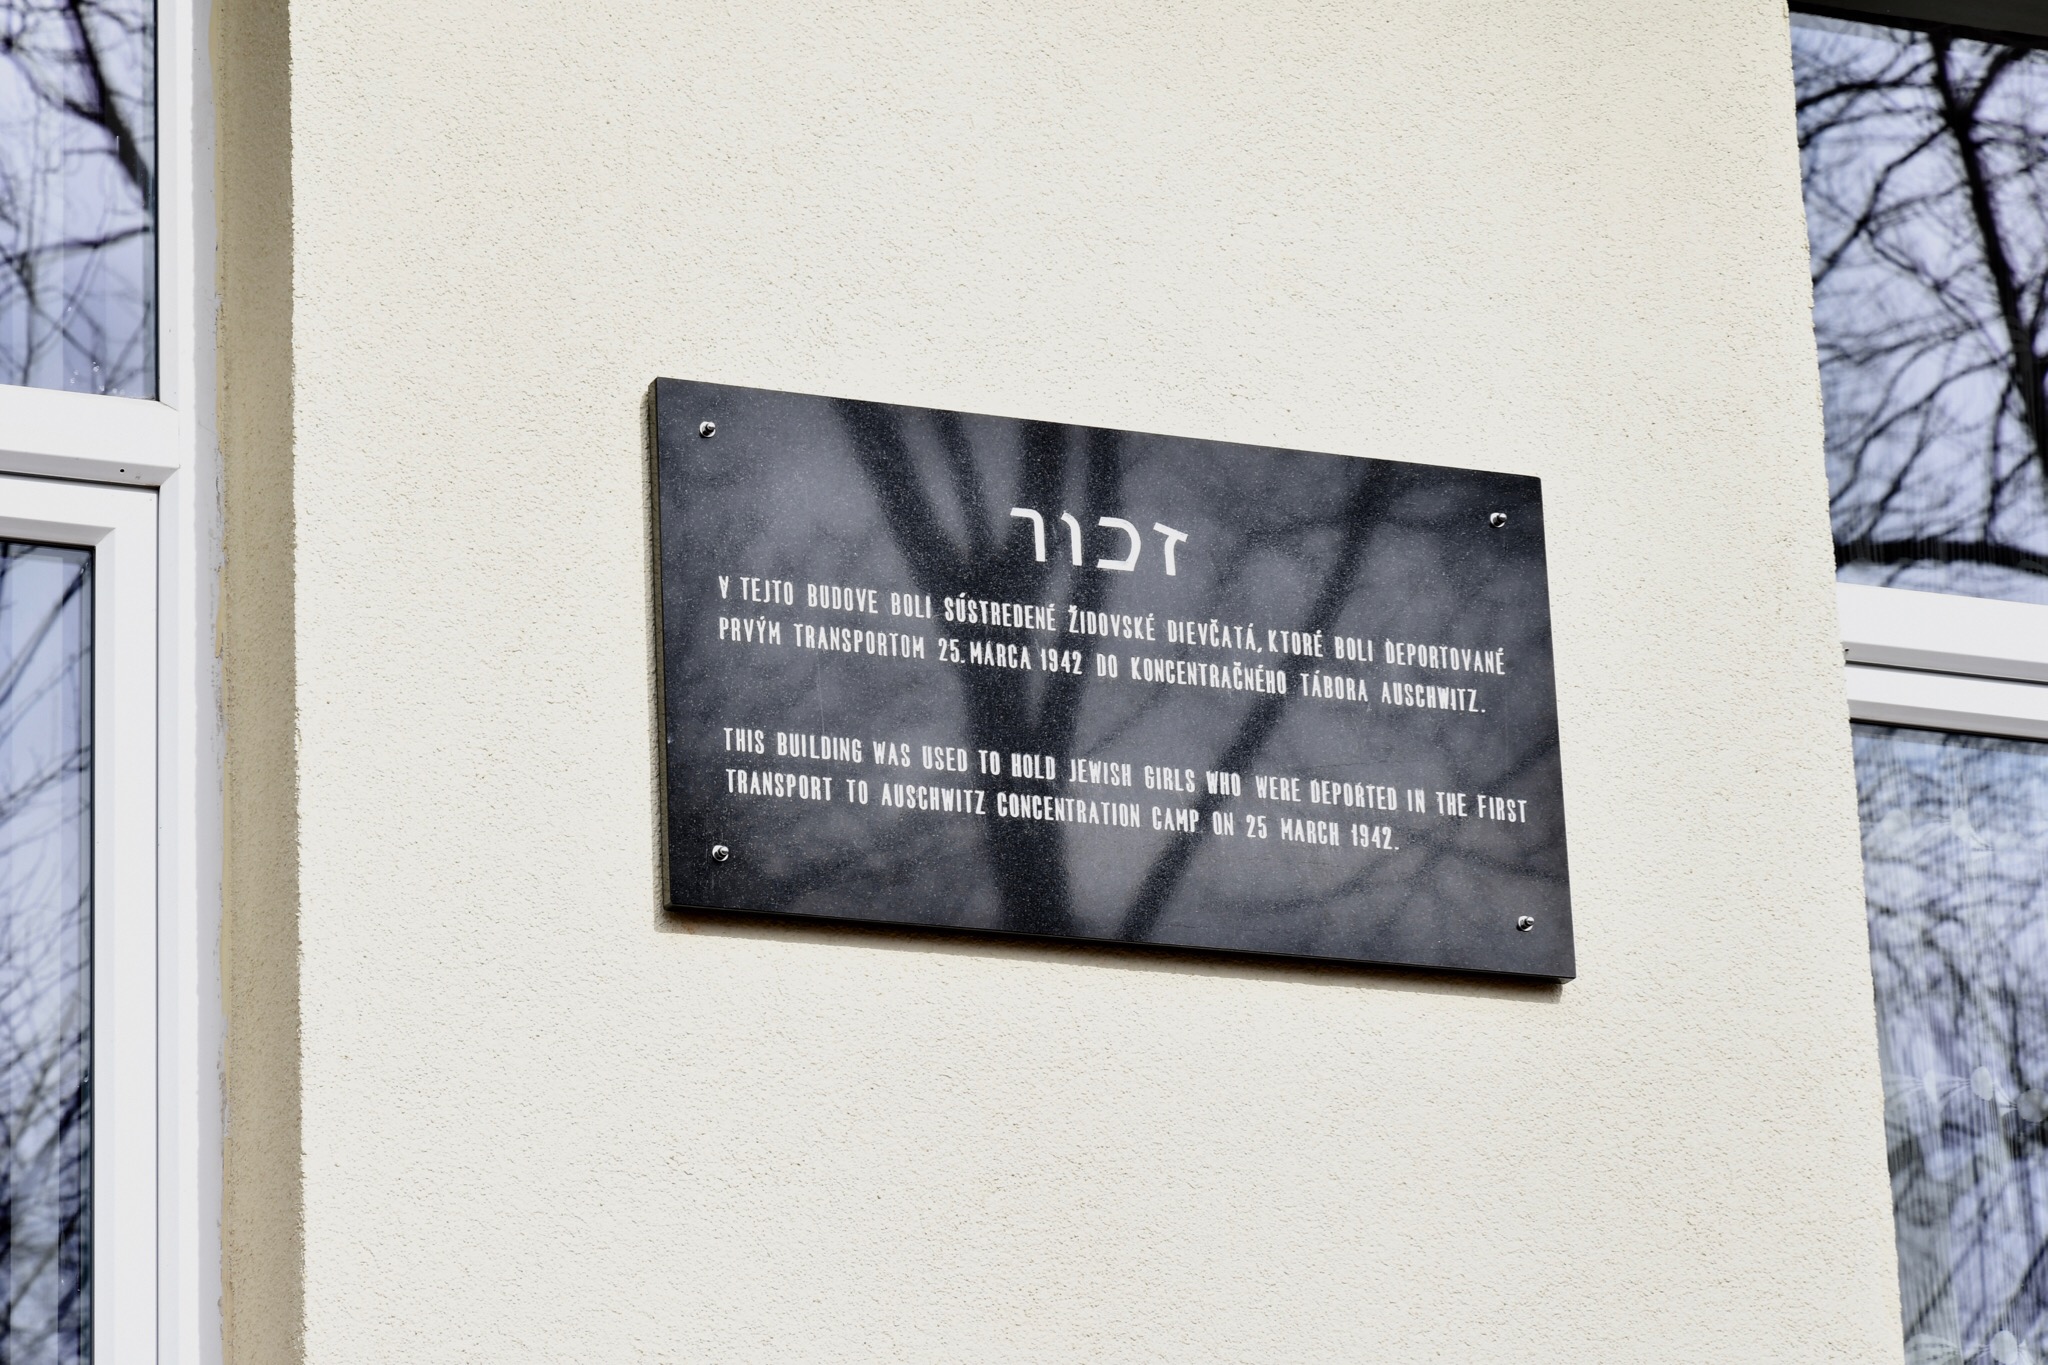 זכור
V TEJTO BUDOVE BOLI SÚSTREDENÉ ŽIDOVSKÉ DIEVČATÁ, KTORÉ BOLI DEPORTOVANÉ
PRVÝM TRANSPORTOM 25. MARCA 1942 DO KONCENTRAČNÉHO TÁBORA AUSCHWITZ.
THIS BUILDING WAS USED TO HOLD JEWISH GIRLS WHO WERE DEPORTED IN THE FIRST
TRANSPORT TO AUSCHWITZ CONCENTRATION CAMP ON 25 MARCH 1942.